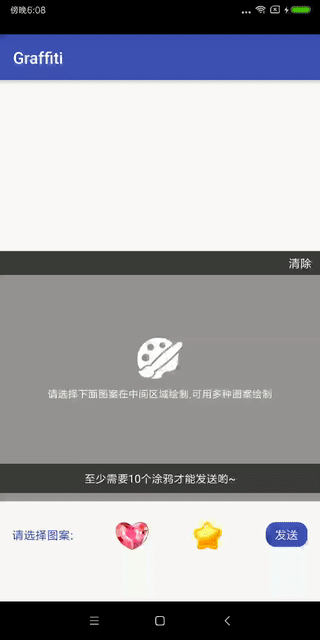 傍晚6:08
Graffiti
清除
请选择下面图案在中间区域绘制,可用多种图案绘制
至少需要10个涂鸦才能发送哟~
请选择图案:
发送